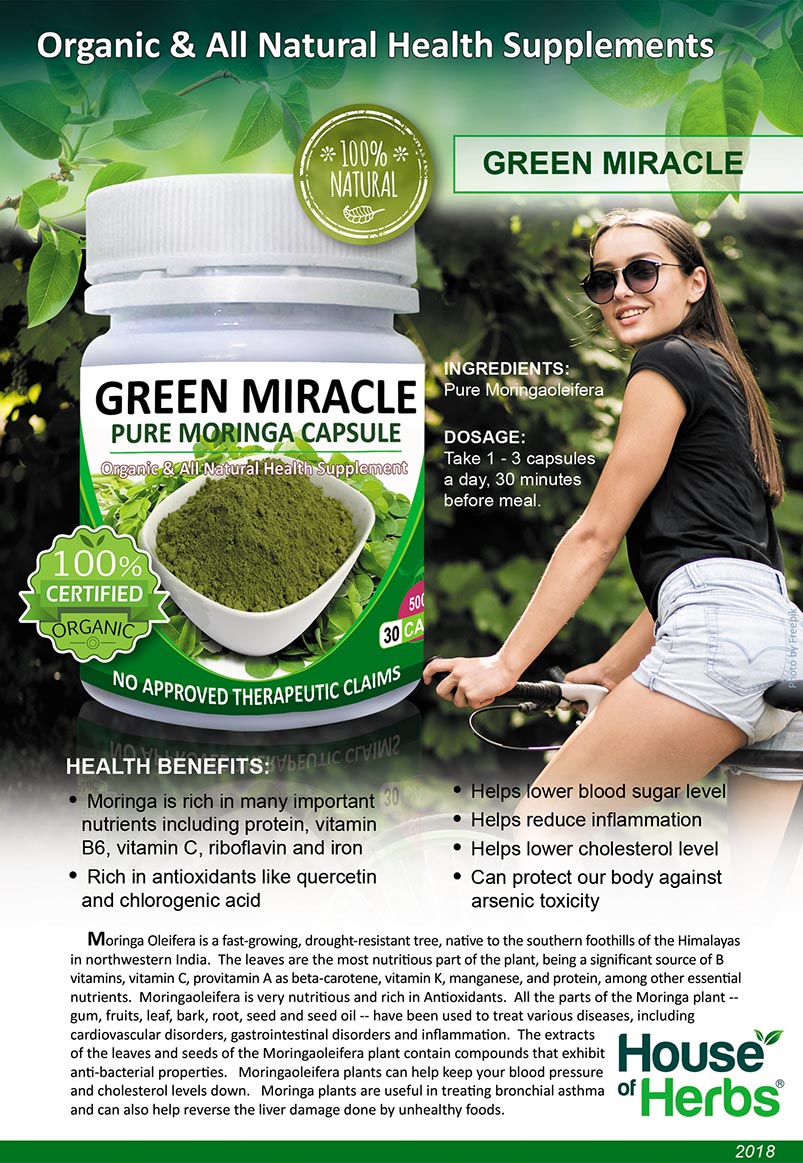 Organic & All Natural Health Supplements
100%
NATURAL
GREEN MIRACLE
GREEN MIRACLE
PURE MORINGA CAPSULE
Organic & All Natural Health Supplement
INGREDIENTS:
Pure Moringaoleifera
DOSAGE:
Take 1 - 3 capsules
a day, 30 minutes
before meal.
100%
CERTIFIED
ORGANIC
30
NO APPROVED THERAPEUTIC CLAIMS
Photo by Freepik
HEALTH BENEFITS:
• Moringa is rich in many important
nutrients including protein, vitamin
B6, vitamin C, riboflavin and iron
• Rich in antioxidants like quercetin
and chlorogenic acid
• Helps lower blood sugar level
• Helps reduce inflammation
• Helps lower cholesterol level
• Can protect our body against
arsenic toxicity
Moringa Oleifera is a fast-growing, drought-resistant tree, native to the southern foothills of the Himalayas
in northwestern India. The leaves are the most nutritious part of the plant, being a significant source of B
vitamins, vitamin C, provitamin A as beta-carotene, vitamin K, manganese, and protein, among other essential
nutrients. Moringaoleifera is very nutritious and rich in Antioxidants. All the parts of the Moringa plant --
gum, fruits, leaf, bark, root, seed and seed oil -- have been used to treat various diseases, including
cardiovascular disorders, gastrointestinal disorders and inflammation. The extracts
of the leaves and seeds of the Moringaoleifera plant contain compounds that exhibit
anti-bacterial properties. Moringaoleifera plants can help keep your blood pressure
and cholesterol levels down. Moringa plants are useful in treating bronchial asthma
and can also help reverse the liver damage done by unhealthy foods.
House
of Herbs®
2018